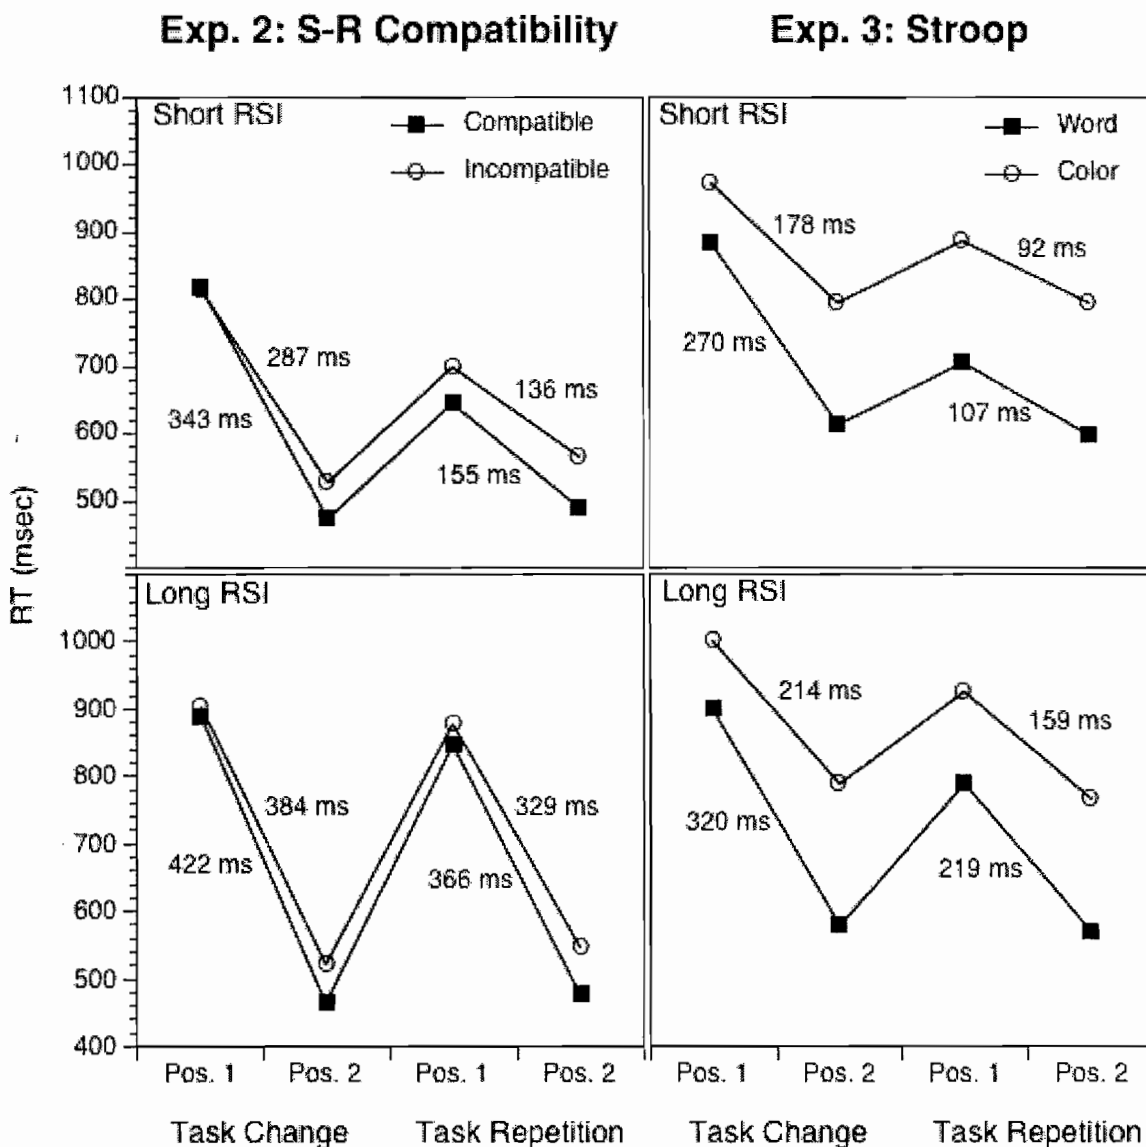 Exp. 2: S-R Compatibility
Exp. 3: Stroop
RT (msec)
1100
1000
900
800
700
600
500
Short RSI
Compatible
Incompatible
287 ms
343 ms
136 ms
155 ms
Short RSI
Word
Color
178 ms
92 ms
270 ms
107 ms
1000
900
800
700
600
500
400
Long RSI
384 ms
422 ms
329 ms
366 ms
Long RSI
214 ms
159 ms
320 ms
219 ms
Pos. 1 Pos. 2 Pos. 1 Pos. 2
Task Change Task Repetition
Pos. 1 Pos. 2 Pos. 1 Pos. 2
Task Change Task Repetition